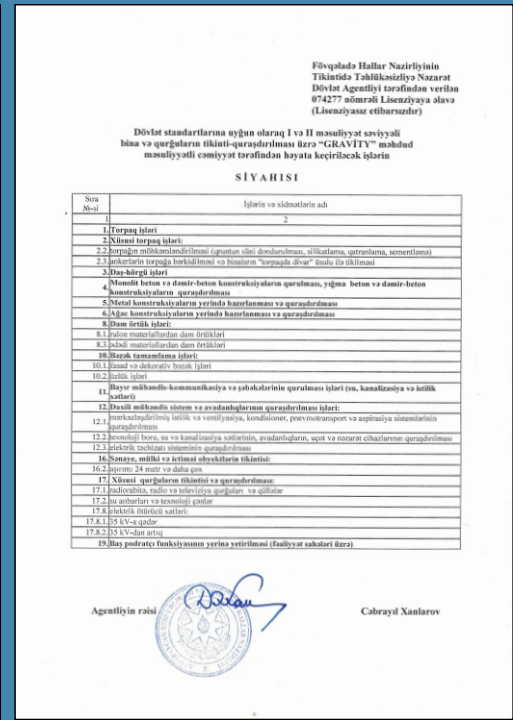 Fövqəladə Hallar Nazirliyinin
Tikintidə Təhlükəsizliyə Nəzarət
Dövlət Agentliyi tərəfindən verilən
074277 nömrəli Lisenziyaya əlavə
(Lisenziyasız etibarsızdır)
Dövlət standartlarına uyğun olaraq I və II məsuliyyət səviyyəli
bina və qurğuların tikinti-quraşdırılması üzrə “GRAVİTY” məhdud
məsuliyyətli cəmiyyət tərəfindən həyata keçiriləcək işlərin
SİYAHISI
Sıra
№-si
İşlərin və xidmətlərin adı
1 2
1. Torpaq işləri
2. Xüsusi torpaq işləri:
2.2. torpağın möhkəmləndirilməsi (qruntun süni dondurulması, silikatlama, qatranlama, sementləmə)
2.3. ankerlərin torpağa bərkidilməsi və binaların "torpaqda divar" üsulu ilə tikilməsi
3. Daş-hörgü işləri
4. Monolit beton və dəmir-beton konstruksiyaların qurulması, yığma beton və dəmir-beton
konstruksiyaların quraşdırılması
5. Metal konstruksiyaların yerində hazırlanması və quraşdırılması
6. Ağac konstruksiyaların yerində hazırlanması və quraşdırılması
8. Dam örtük işləri:
8.1. rulon materiallardan dam örtükləri
8.3. ədədi materiallardan dam örtükləri
10. Bəzək tamamlama işləri:
10.1. fasad və dekorativ bəzək işləri
10.2. üzlük işləri
11. Bayır mühəndis-kommunikasiya və şəbəkələrinin qurulması işləri (su, kanalizasiya və istilik
xətləri)
12. Daxili mühəndis sistem və avadanlıqlarının quraşdırılması işləri:
12.1. mərkəzləşdirilmiş istilik və ventilyasiya, kondisioner, pnevmotransport və aspirasiya sistemlərinin
quraşdırılması
12.2. texnoloji boru, su və kanalizasiya xətlərinin, avadanlıqların, uçot və nəzarət cihazlarının quraşdırılması
12.3. elektrik təchizatı sisteminin quraşdırılması
16. Sənaye, mülki və ictimai obyektlərin tikintisi:
16.2. aşırımı 24 metr və daha çox
17. Xüsusi qurğuların tikintisi və quraşdırılması:
17.1. radiorabitə, radio və televiziya qurğuları və qüllələr
17.2. su anbarları və texnoloji çənlər
17.8. elektrik ötürücü xətləri:
17.8.1. 35 kV-a qədər
17.8.2. 35 kV-dan artıq
19. Baş podratçı funksiyasının yerinə yetirilməsi (fəaliyyət sahələri üzrə)
Agentliyin rəisi Cəbrayıl Xanlarov